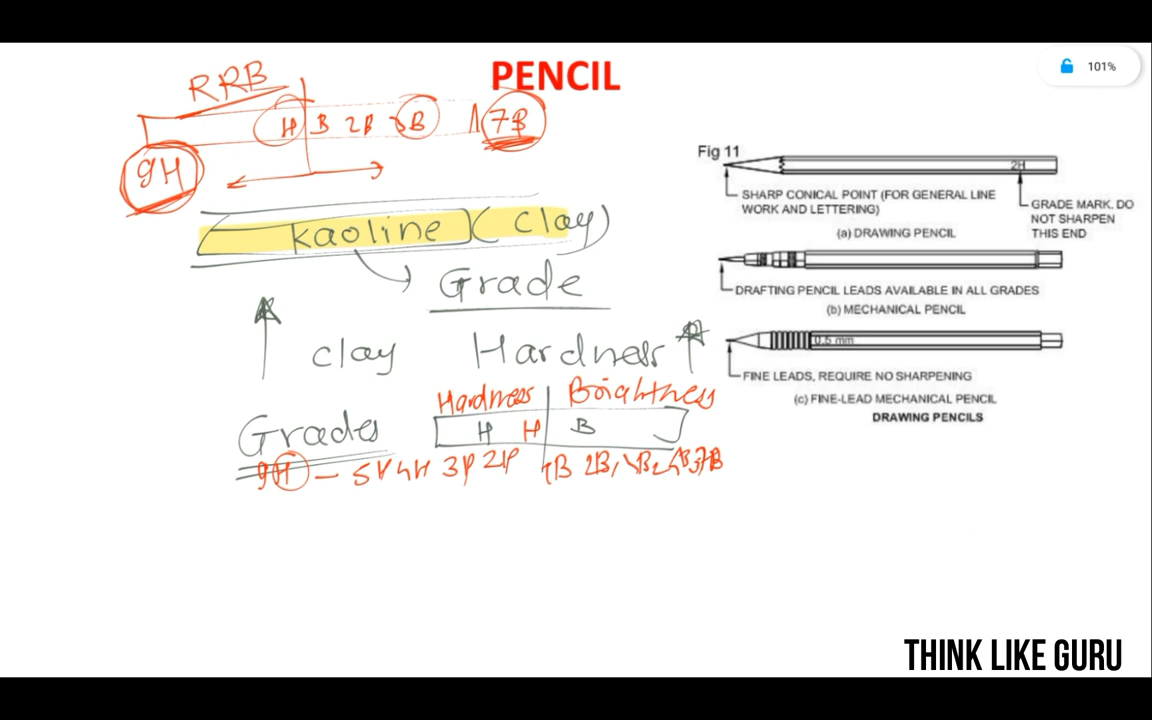 PENCIL
101%
RRB
H B 2B 3B 7B
9H
kaoline (clay)
Grade
clay Hardness
Hardness Brightness
Grades H H B
9H - 5H 4H 3H 2H 1B 2B, 7B
Fig 11
2H
SHARP CONICAL POINT (FOR GENERAL LINE
WORK AND LETTERING)
GRADE MARK. DO
NOT SHARPEN
THIS END
(a) DRAWING PENCIL
DRAFTING PENCIL LEADS AVAILABLE IN ALL GRADES
(b) MECHANICAL PENCIL
0.5 mm
FINE LEADS, REQUIRE NO SHARPENING
(c) FINE-LEAD MECHANICAL PENCIL
DRAWING PENCILS
THINK LIKE GURU